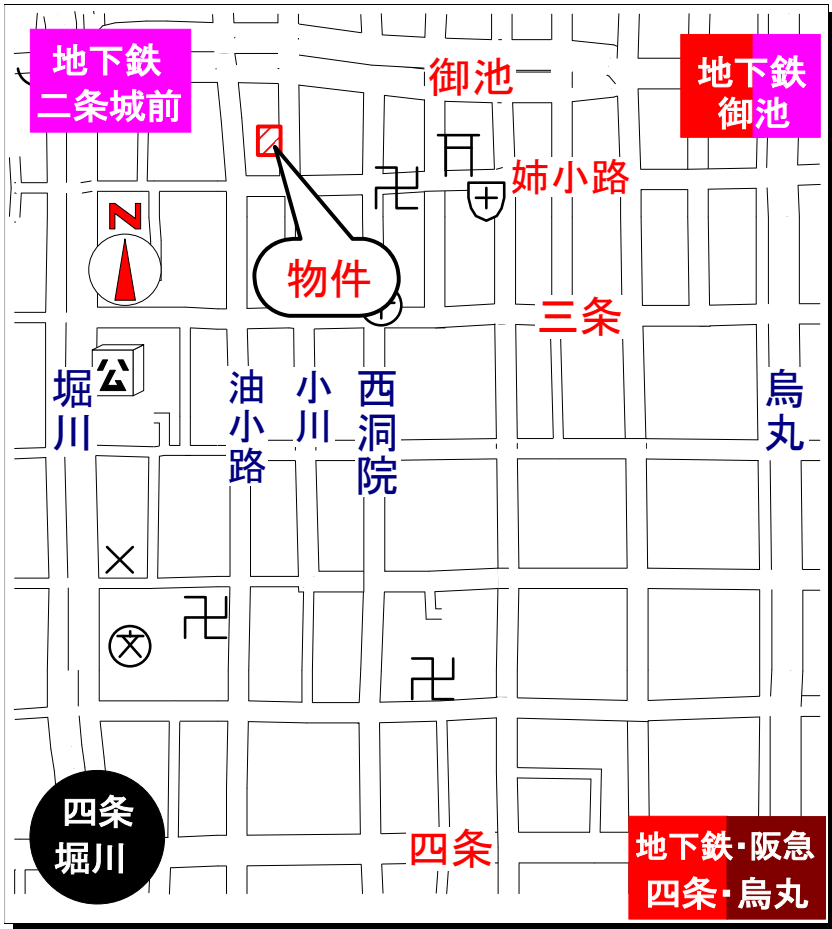 地下鉄
二条城前
御池
地下鉄
御池
姉小路
N
物件
三条
公
堀川
油小路
小川
西洞院
烏丸
文
四条
堀川
四条
地下鉄・阪急
四条・烏丸